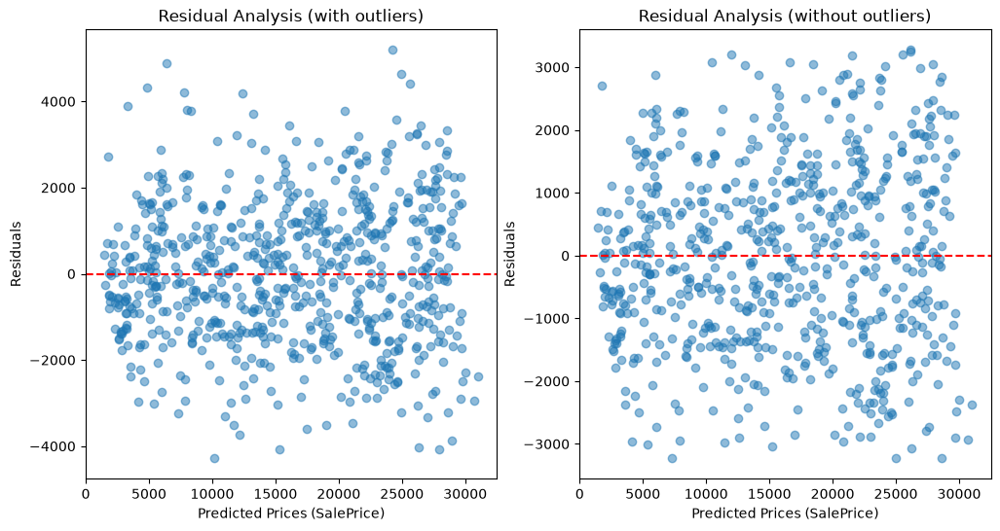 Residual Analysis (with outliers)
Residuals
4000
2000
0
−2000
−4000
0 5000 10000 15000 20000 25000 30000
Predicted Prices (SalePrice)
Residual Analysis (without outliers)
Residuals
3000
2000
1000
0
−1000
−2000
−3000
0 5000 10000 15000 20000 25000 30000
Predicted Prices (SalePrice)